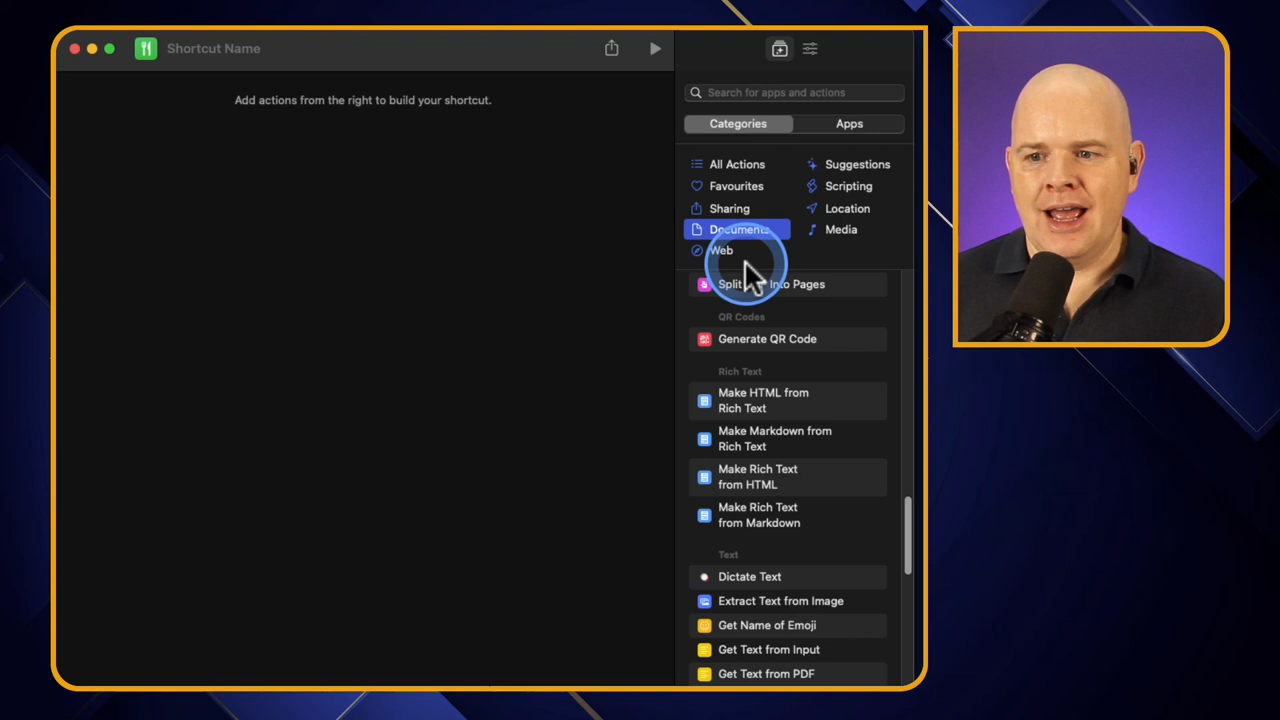 Shortcut Name
Add actions from the right to build your shortcut.
Search for apps and actions
Categories
Apps
All Actions
Suggestions
Favourites
Scripting
Sharing
Location
Documents
Media
Web
Split Into Pages
QR Codes
Generate QR Code
Rich Text
Make HTML from
Rich Text
Make Markdown from
Rich Text
Make Rich Text
from HTML
Make Rich Text
from Markdown
Text
Dictate Text
Extract Text from Image
Get Name of Emoji
Get Text from Input
Get Text from PDF